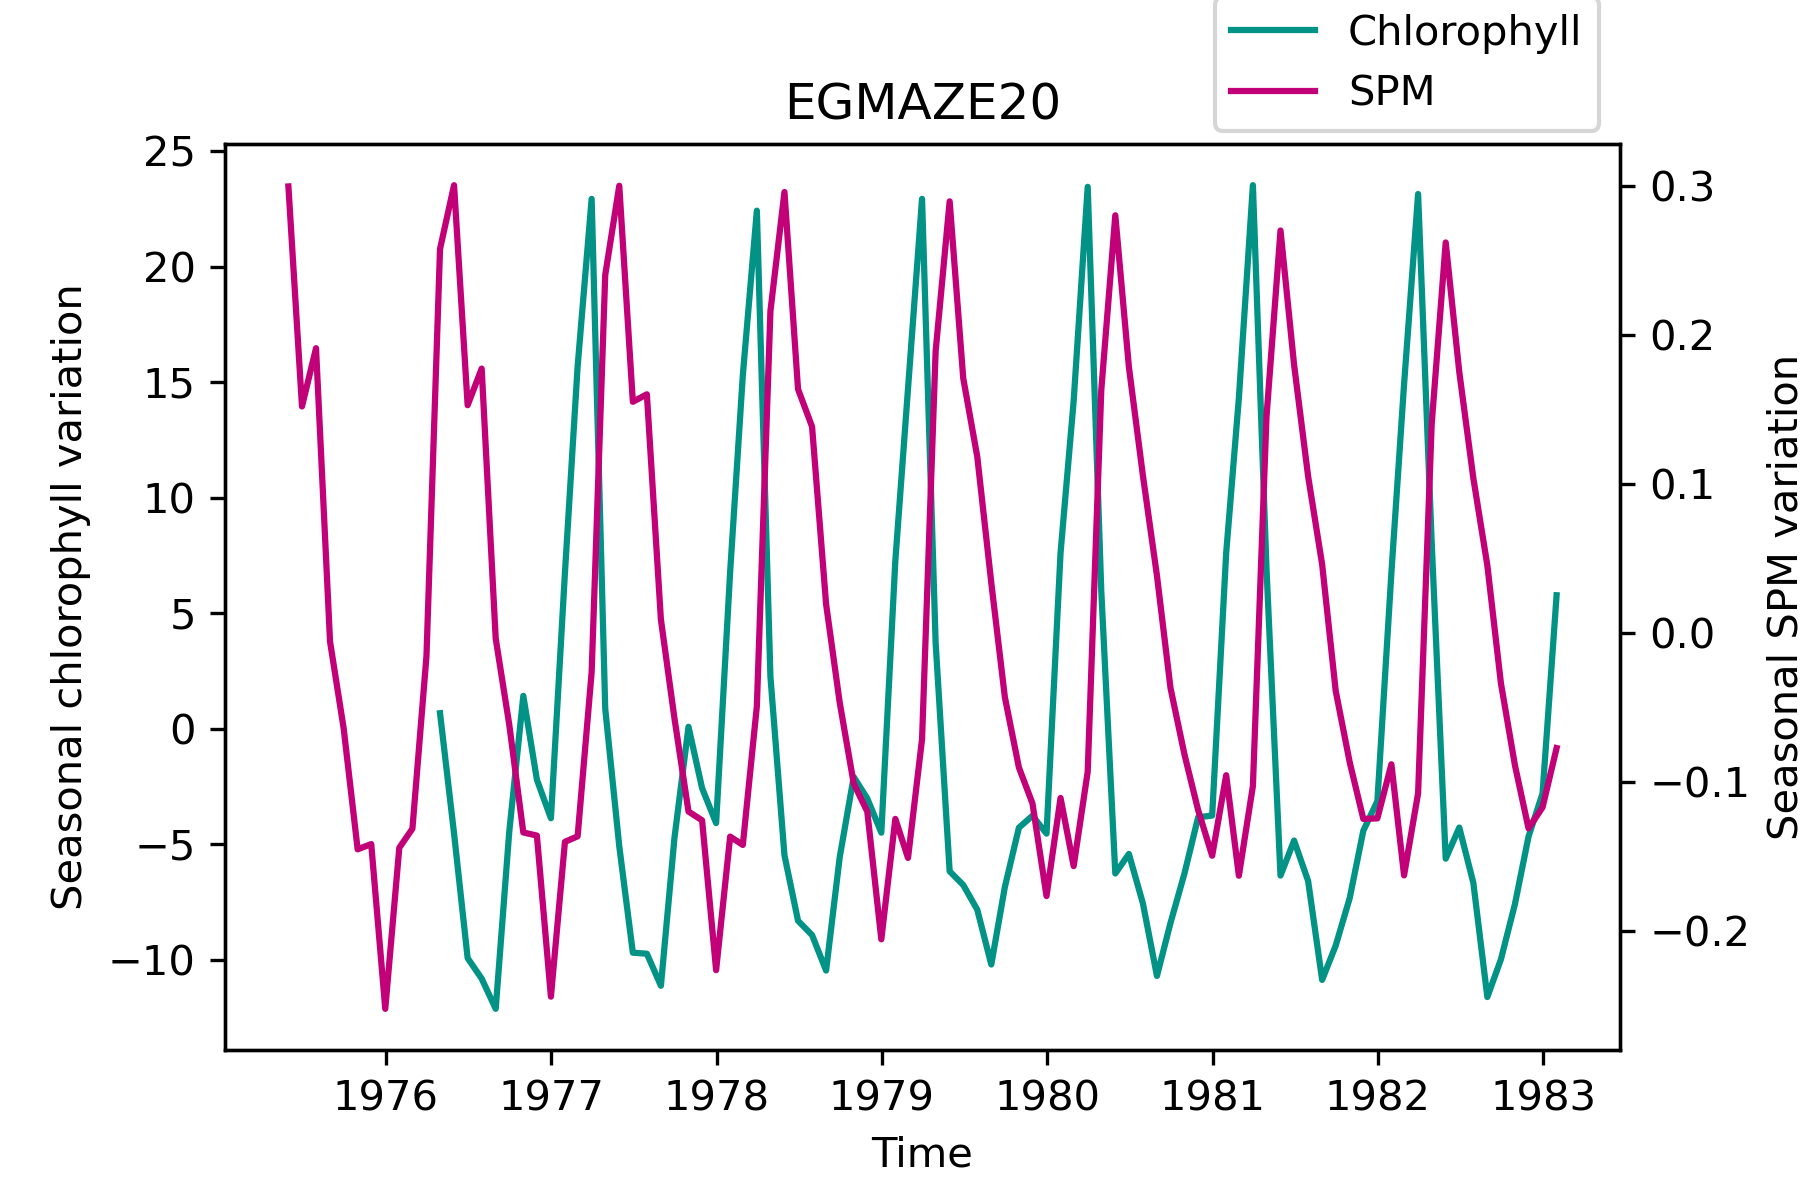 Chlorophyll
SPM
EGMAZE20
25
20
15
10
5
0
−5
−10
Seasonal chlorophyll variation
0.3
0.2
0.1
0.0
−0.1
−0.2
Seasonal SPM variation
1976 1977 1978 1979 1980 1981 1982 1983
Time